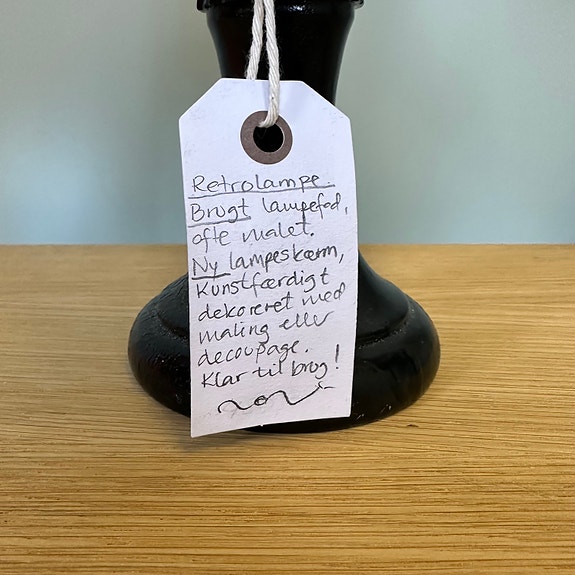 Retrolampe.
Brugt lampefod,
ofte malet.
Ny lampeskærm,
Kunstfærdigt
dekoreret med
maling eller
decoupage.
Klar til brug!